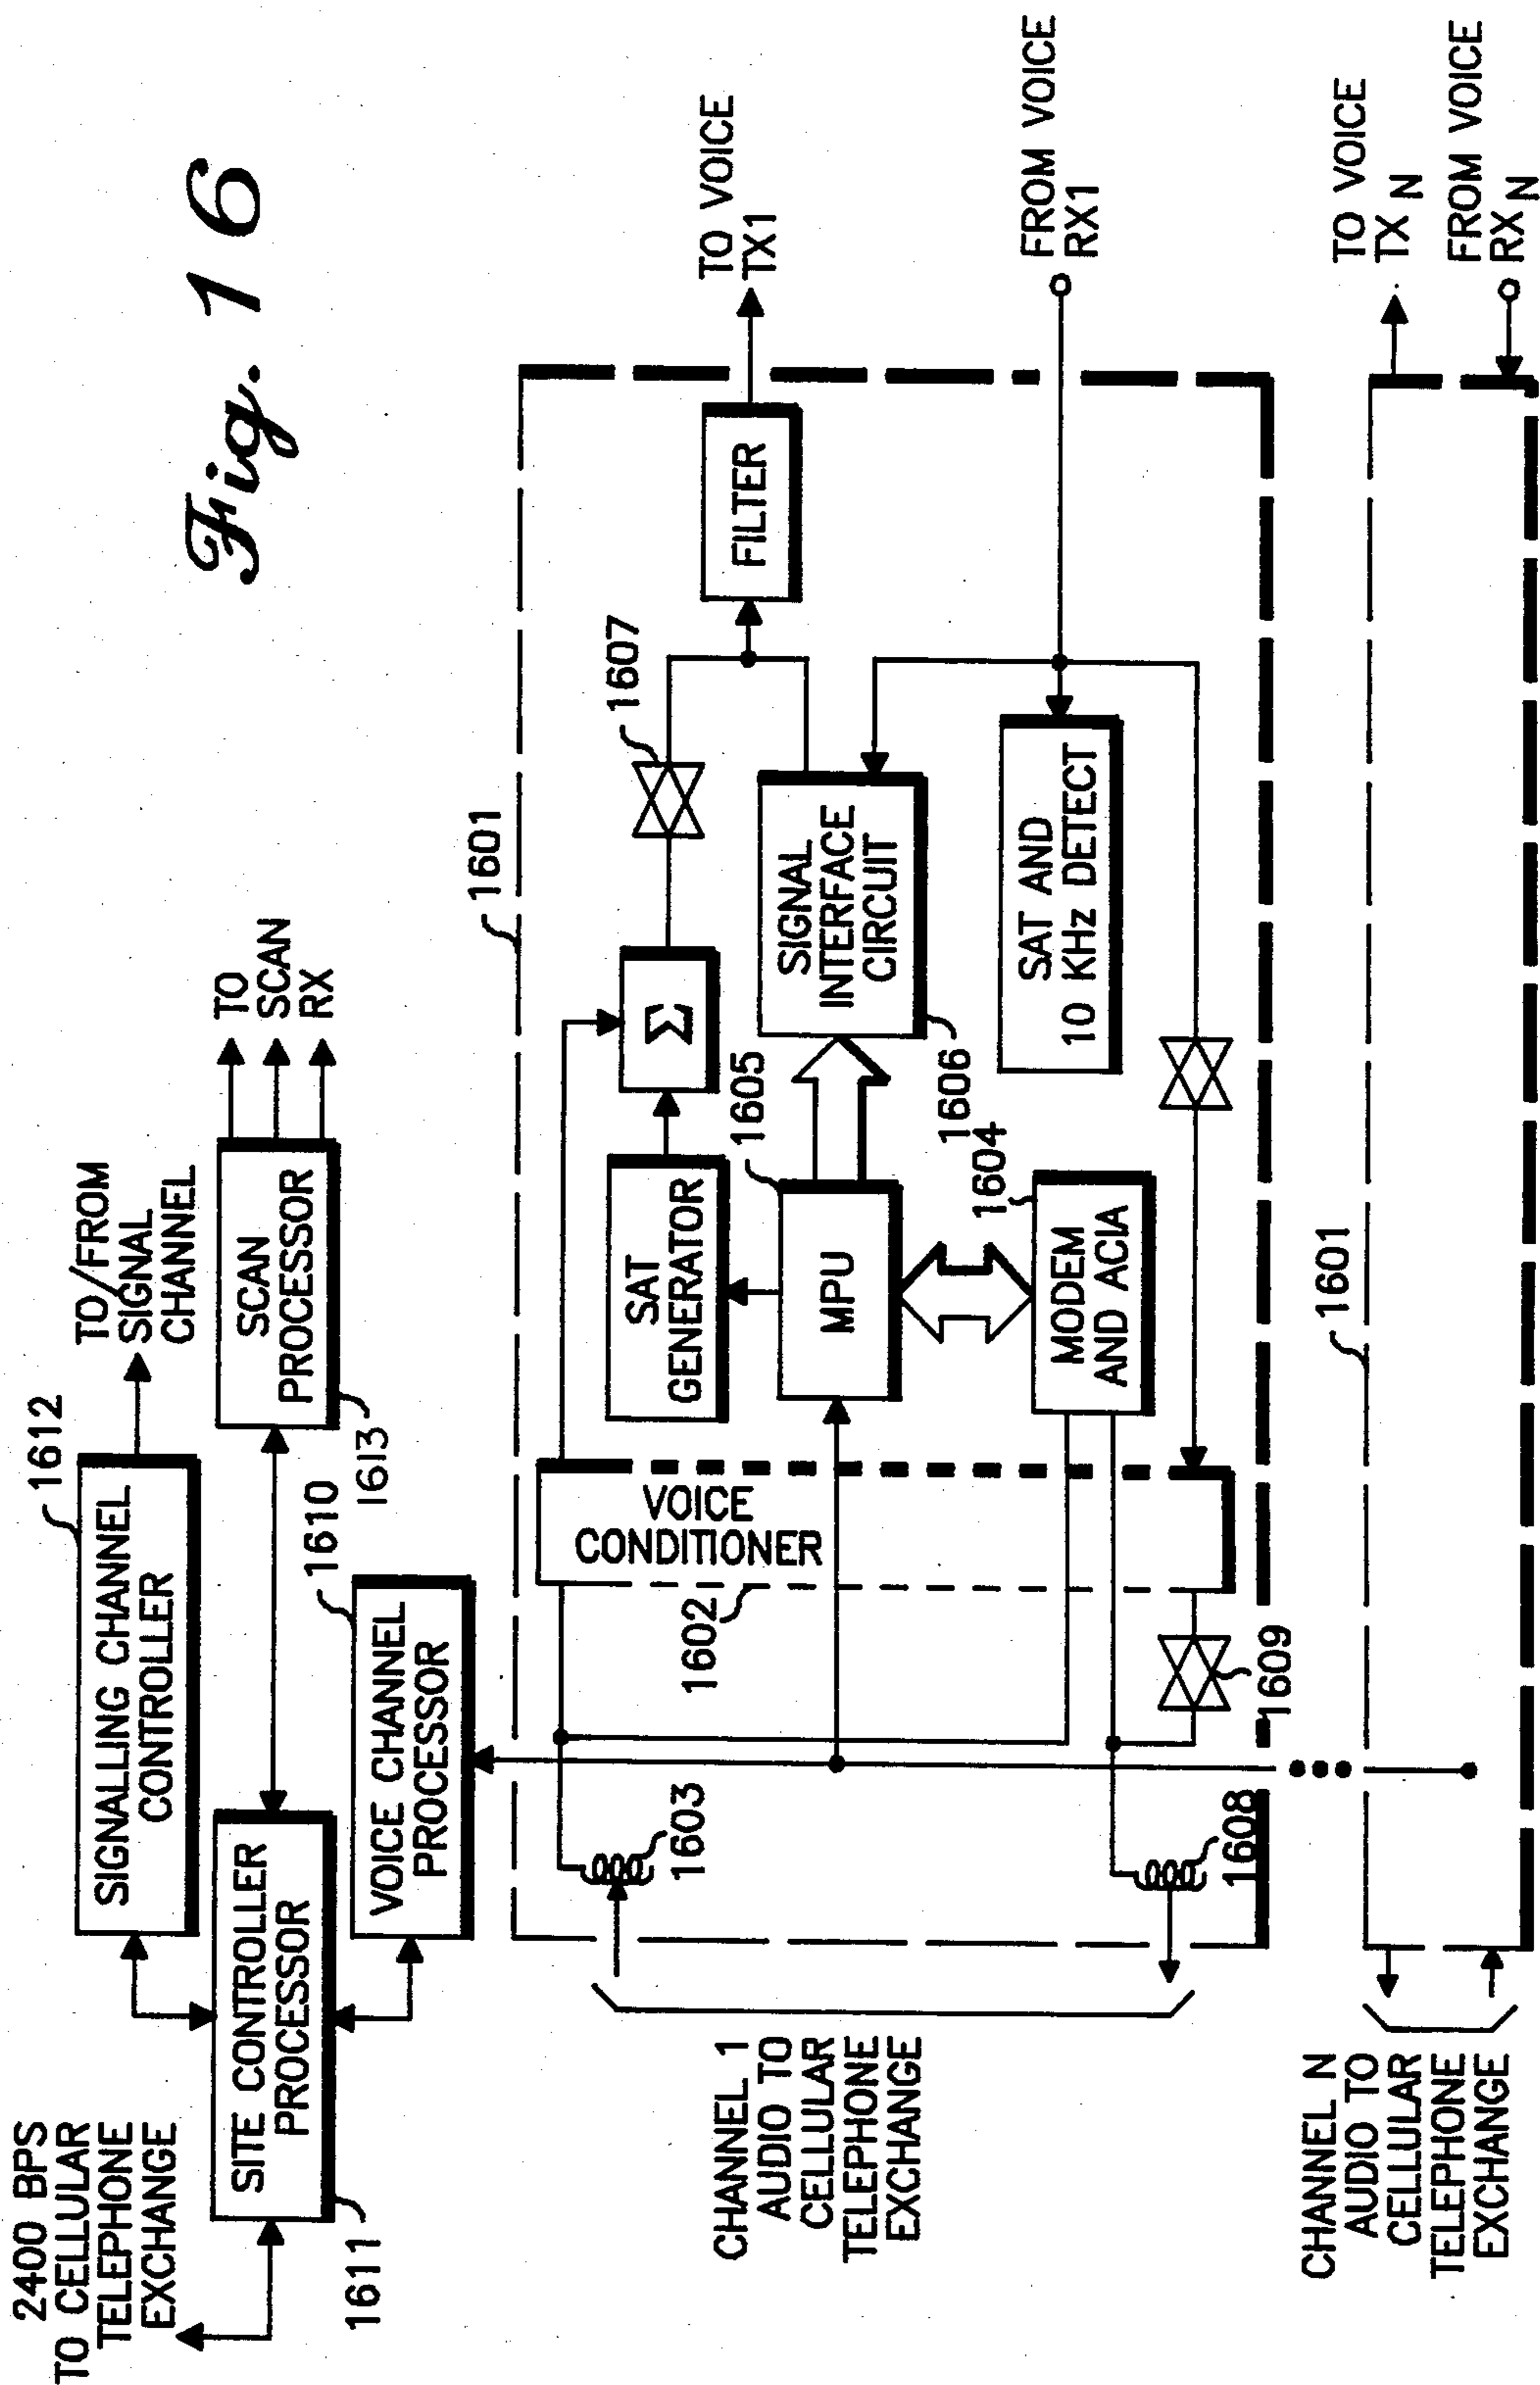 Fig. 16
2400 BPS
TO CELLULAR
TELEPHONE
EXCHANGE
SIGNALLING CHANNEL
CONTROLLER
1612
TO/FROM
SIGNAL
CHANNEL
SITE CONTROLLER
PROCESSOR
1611
SCAN
PROCESSOR
1613
TO
SCAN
RX
VOICE CHANNEL
PROCESSOR
1610
1601
CHANNEL 1
AUDIO TO
CELLULAR
TELEPHONE
EXCHANGE
1603
1608
VOICE
CONDITIONER
1602
1609
SAT
GENERATOR
Σ
1607
FILTER
TO VOICE
TX1
MPU
1605
SIGNAL
INTERFACE
CIRCUIT
1606
MODEM
AND ACIA
1604
SAT AND
10 KHz DETECT
FROM VOICE
RX1
1601
CHANNEL N
AUDIO TO
CELLULAR
TELEPHONE
EXCHANGE
TO VOICE
TX N
FROM VOICE
RX N